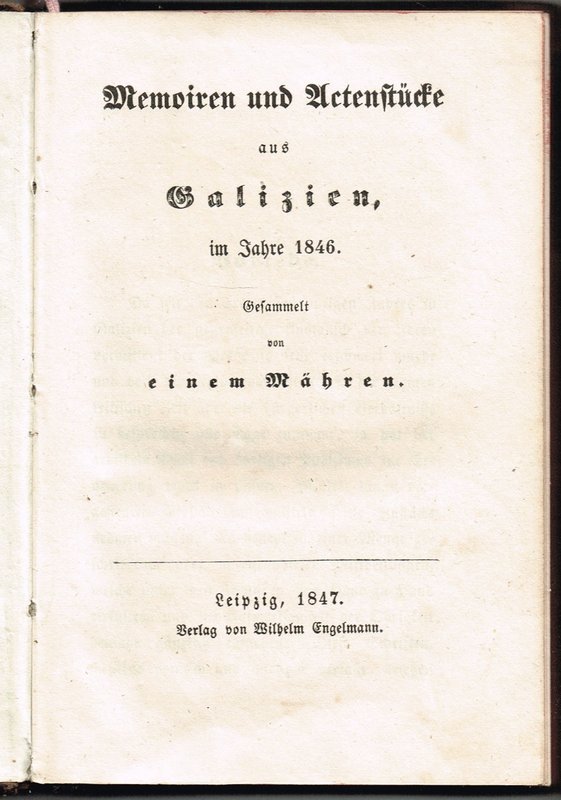 Memoiren und Actenstücke
aus
Galizien,
im Jahre 1846.
Gesammelt
von
einem Mähren.
Leipzig, 1847.
Verlag von Wilhelm Engelmann.